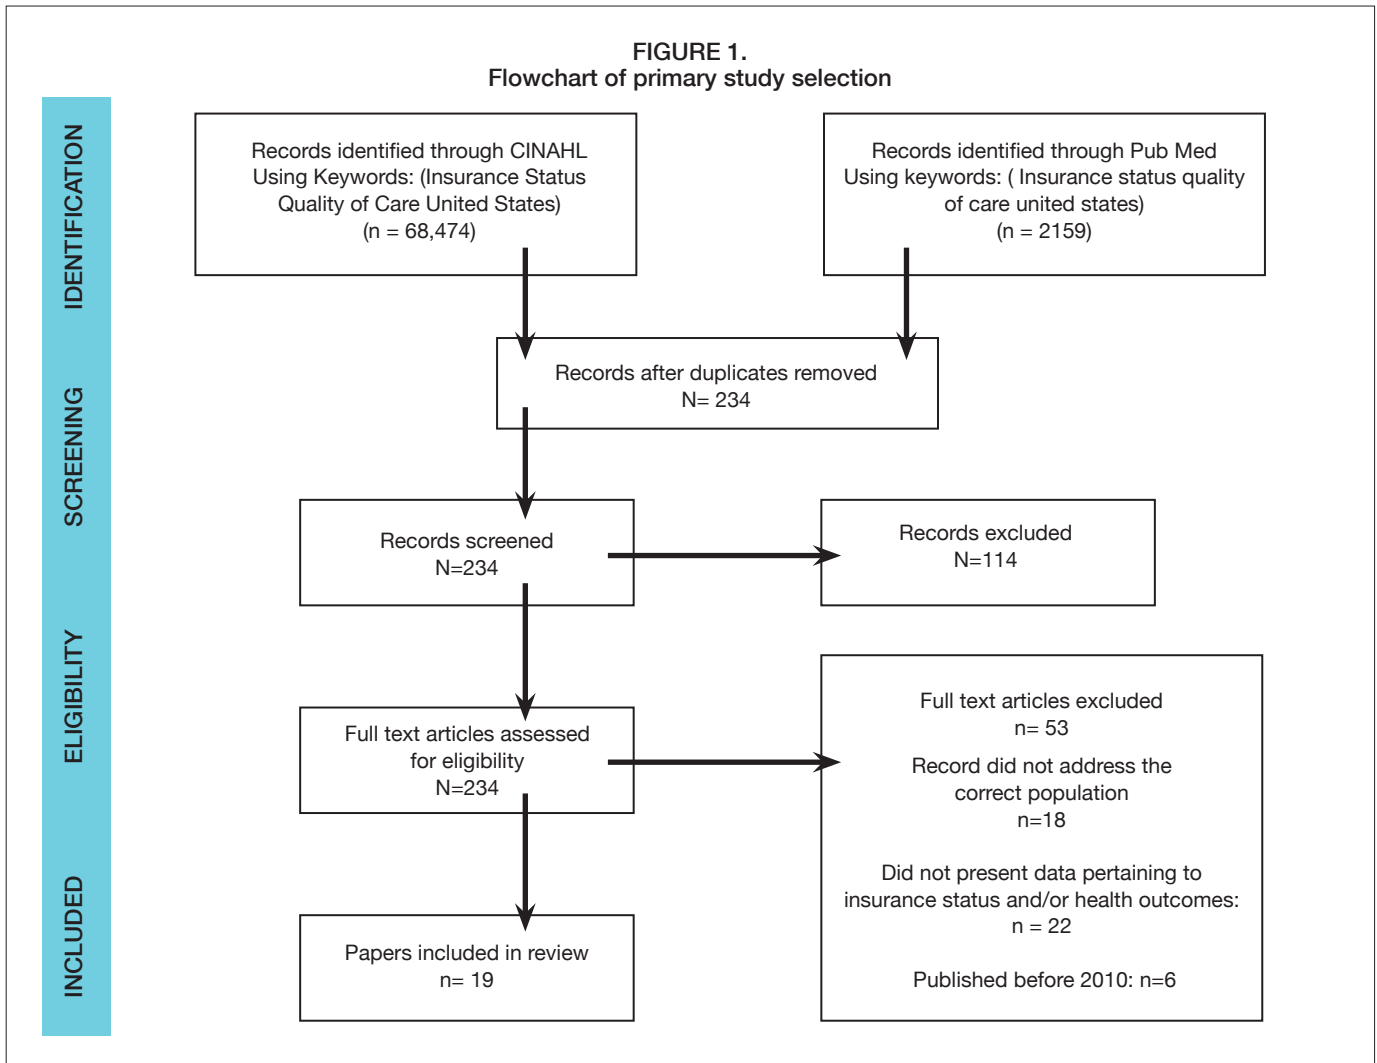 FIGURE 1.
Flowchart of primary study selection
IDENTIFICATION
Records identified through CINAHL
Using Keywords: (Insurance Status
Quality of Care United States)
(n = 68,474)
Records identified through Pub Med
Using keywords: ( Insurance status quality
of care united states)
(n = 2159)
SCREENING
Records after duplicates removed
N= 234
Records screened
N=234
Records excluded
N=114
ELIGIBILITY
Full text articles assessed
for eligibility
N=234
Full text articles excluded
n= 53
Record did not address the
correct population
n=18
Did not present data pertaining to
insurance status and/or health outcomes:
n = 22
Published before 2010: n=6
INCLUDED
Papers included in review
n= 19